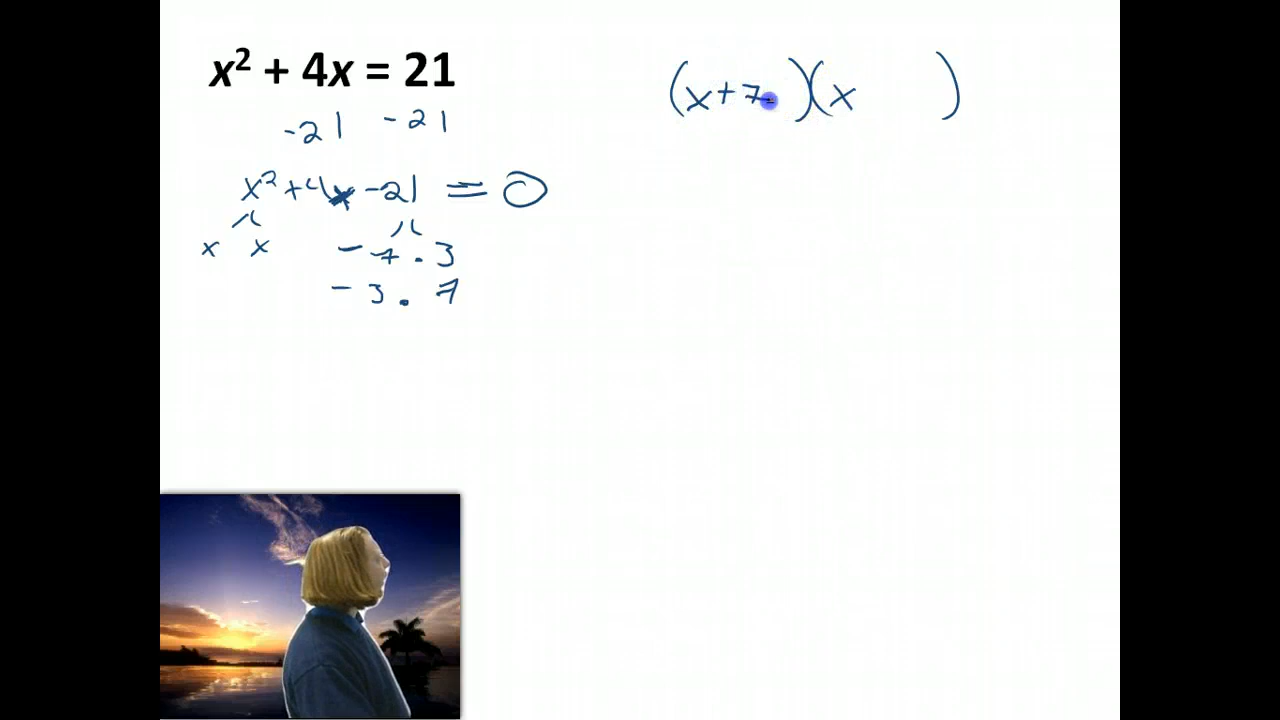 x² + 4x = 21
-21 -21
x² +4x -21 = 0
x x -7 . 3
-3 . 7
(x+7 )(x )